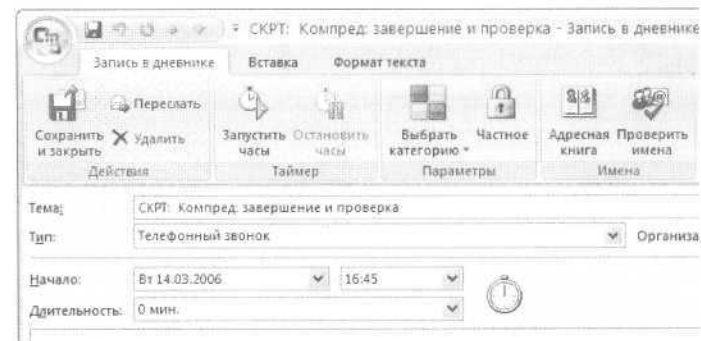 СКРТ: Компред: завершение и проверка - Запись в дневнике
Запись в дневнике Вставка Формат текста
Сохранить и закрыть
Переслать
Удалить
Запустить часы
Остановить часы
Выбрать категорию
Частное
Адресная книга
Проверить имена
Действия Таймер Параметры Имена
Тема: СКРТ: Компред: завершение и проверка
Тип: Телефонный звонок Организа
Начало: Вт 14.03.2006 16:45
Длительность: 0 мин.